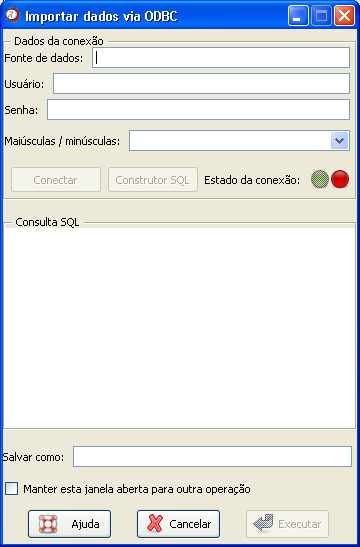 Importar dados via ODBC
Dados da conexão
Fonte de dados:
Usuário:
Senha:
Maiúsculas / minúsculas:
Conectar Construtor SQL Estado da conexão:
Consulta SQL
Salvar como:
Manter esta janela aberta para outra operação
Ajuda Cancelar Executar